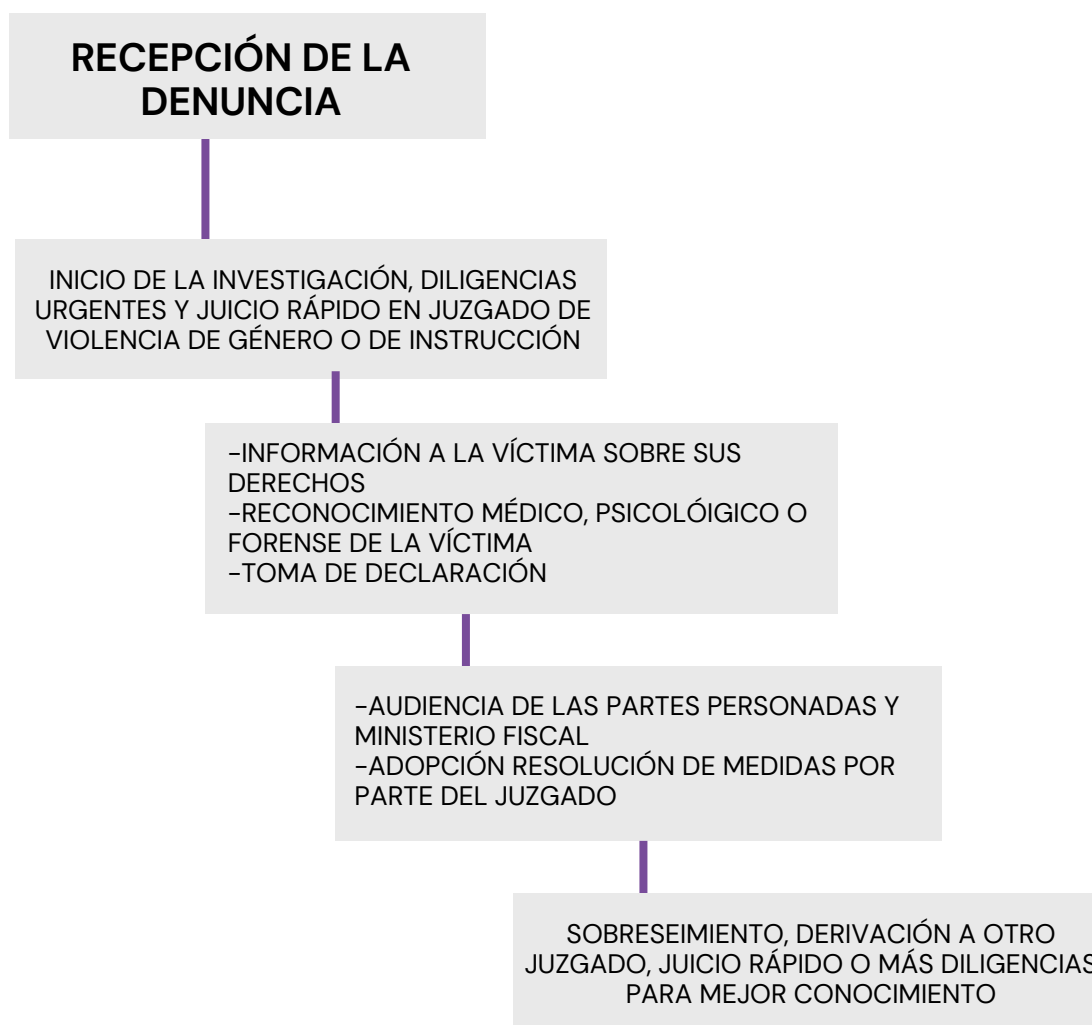 RECEPCIÓN DE LA
DENUNCIA
INICIO DE LA INVESTIGACIÓN, DILIGENCIAS
URGENTES Y JUICIO RÁPIDO EN JUZGADO DE
VIOLENCIA DE GÉNERO O DE INSTRUCCIÓN
-INFORMACIÓN A LA VÍCTIMA SOBRE SUS
DERECHOS
-RECONOCIMIENTO MÉDICO, PSICOLÓIGICO O
FORENSE DE LA VÍCTIMA
-TOMA DE DECLARACIÓN
-AUDIENCIA DE LAS PARTES PERSONADAS Y
MINISTERIO FISCAL
-ADOPCIÓN RESOLUCIÓN DE MEDIDAS POR
PARTE DEL JUZGADO
SOBRESEIMIENTO, DERIVACIÓN A OTRO
JUZGADO, JUICIO RÁPIDO O MÁS DILIGENCIAS
PARA MEJOR CONOCIMIENTO